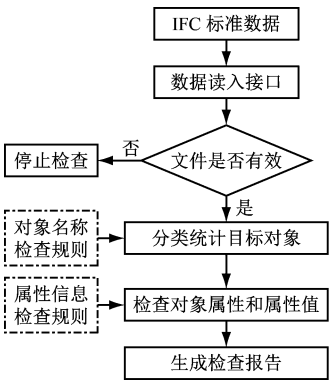 IFC 标准数据
数据读入接口
文件是否有效
否
停止检查
是
对象名称
检查规则
分类统计目标对象
属性信息
检查规则
检查对象属性和属性值
生成检查报告